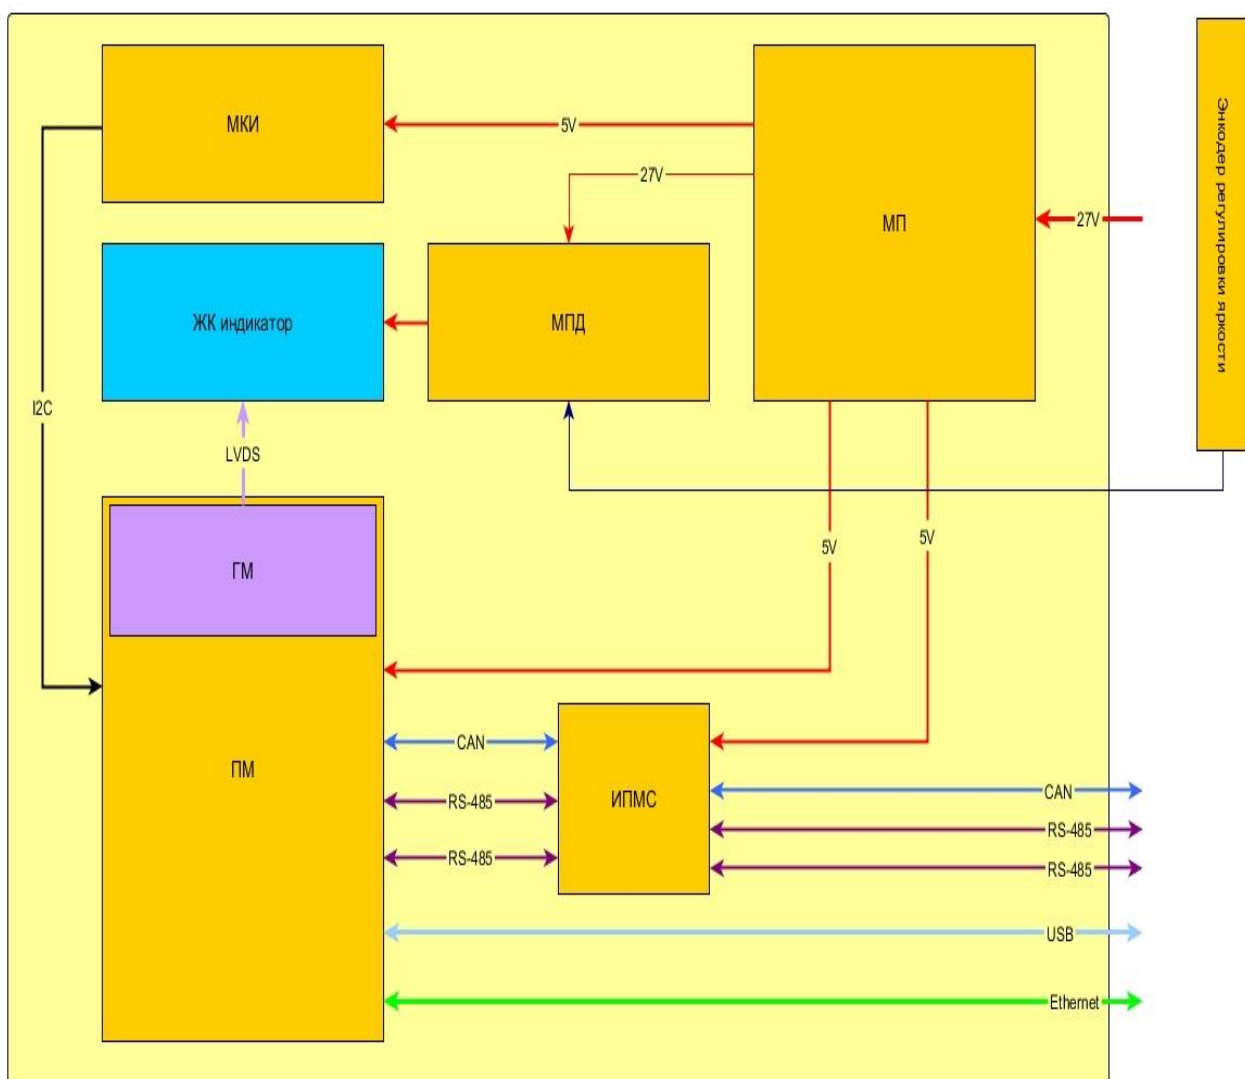 МКИ
5V
27V
МП
27V
Энкодер регулировки яркости
ЖК индикатор
МПД
I2C
LVDS
ГМ
5V
5V
ПМ
CAN
RS-485
RS-485
ИПМС
CAN
RS-485
RS-485
USB
Ethernet